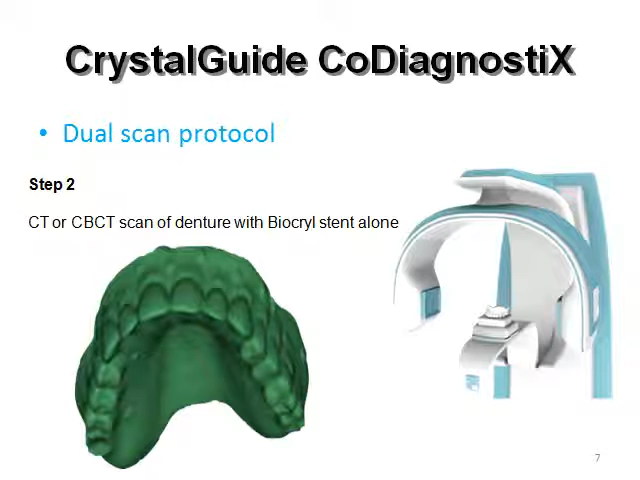 CrystalGuide CoDiagnostiX
• Dual scan protocol
Step 2
CT or CBCT scan of denture with Biocryl stent alone
7